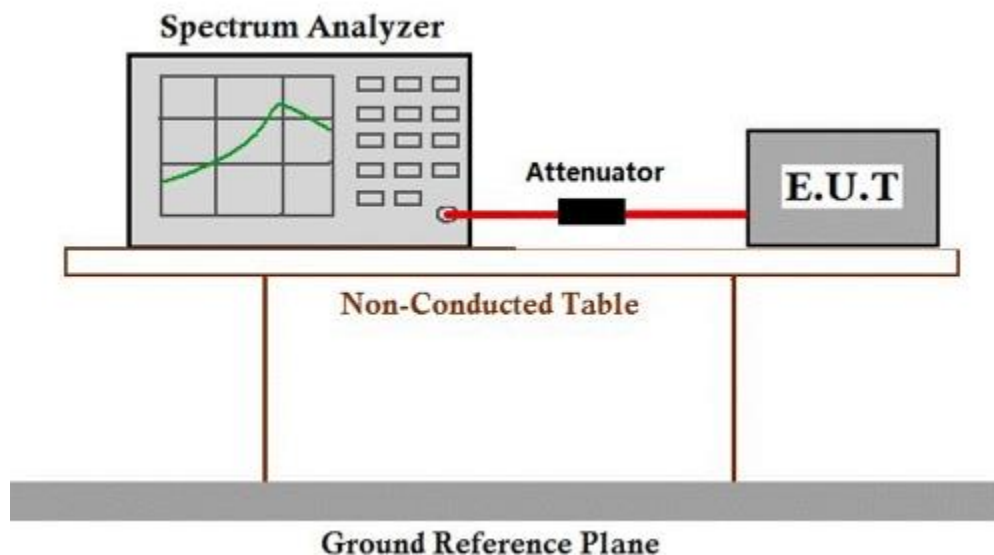 Spectrum Analyzer
Attenuator
E.U.T
Non-Conducted Table
Ground Reference Plane